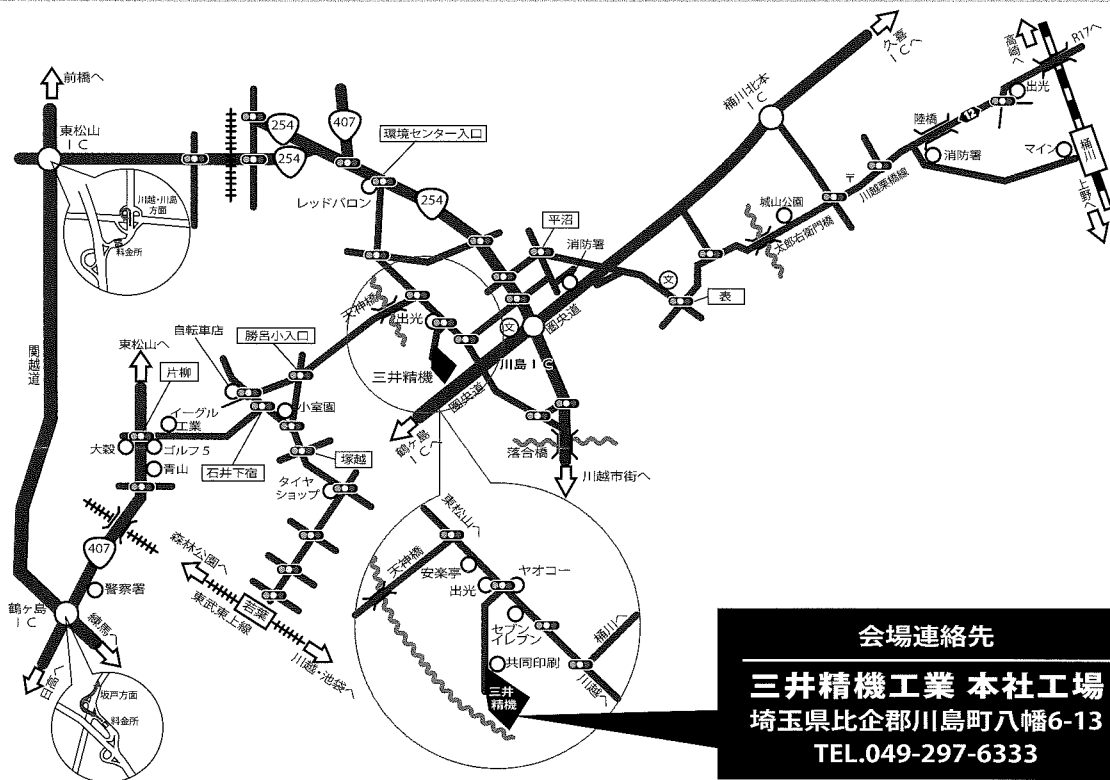 久喜
ICへ
高崎へ
R17へ
前橋へ
桶川北本
IC
出光
陸橋
12
東松山
IC
254
407
環境センター入口
254
消防署
マイン
桶川
上野へ
レッドバロン
254
〒
川越栗橋線
川越・川島
方面
料金所
城山公園
太郎右衛門橋
平沼
消防署
文
表
天神橋
出光
文
圏央道
川島IC
自転車店
勝呂小入口
三井精機
関越道
東松山へ
片柳
圏央道
イーグル
工業
小室園
鶴ヶ島
ICへ
大穀
ゴルフ5
落合橋
青山
石井下宿
塚越
川越市街へ
タイヤ
ショップ
407
森林公園へ
東武東上線
若葉
川越・池袋へ
警察署
鶴ヶ島
IC
練馬へ
日高へ
坂戸方面
料金所
東松山へ
天神橋
安楽亭
ヤオコー
出光
セブン
イレブン
桶川へ
共同印刷
川越へ
三井
精機
会場連絡先
三井精機工業 本社工場
埼玉県比企郡川島町八幡6-13
TEL.049-297-6333